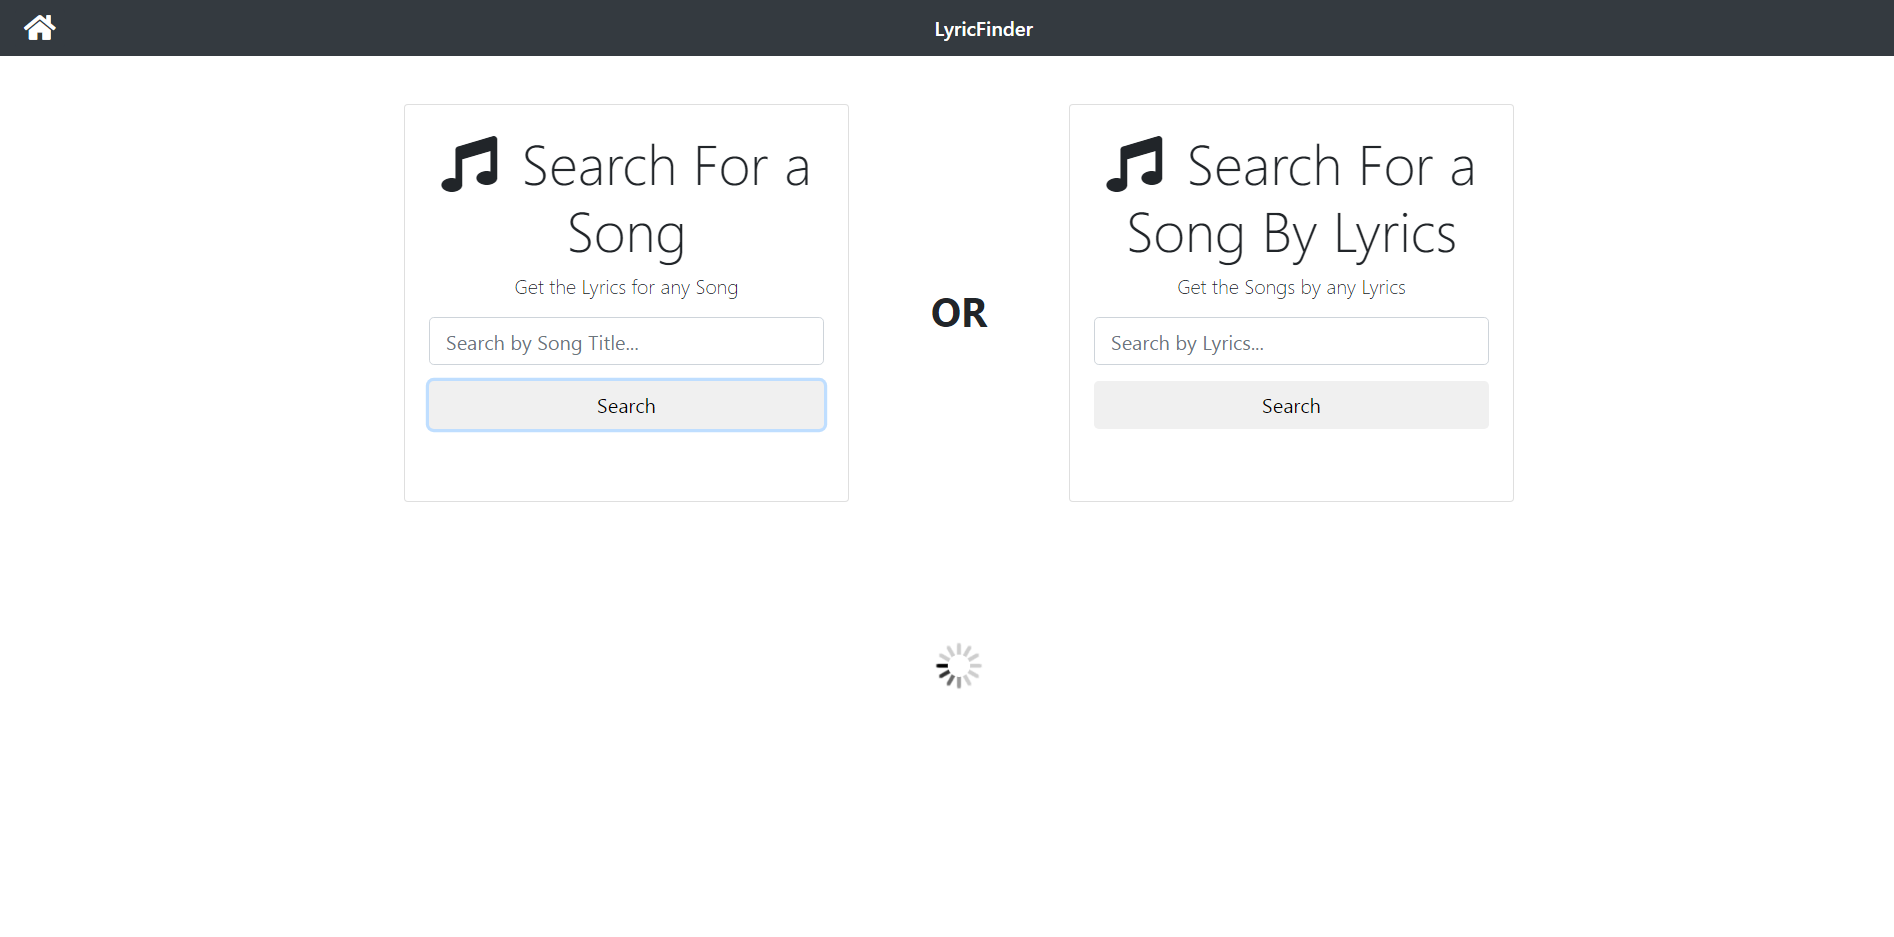 LyricFinder
Search For a
Song
Get the Lyrics for any Song
Search by Song Title...
Search
OR
Search For a
Song By Lyrics
Get the Songs by any Lyrics
Search by Lyrics...
Search